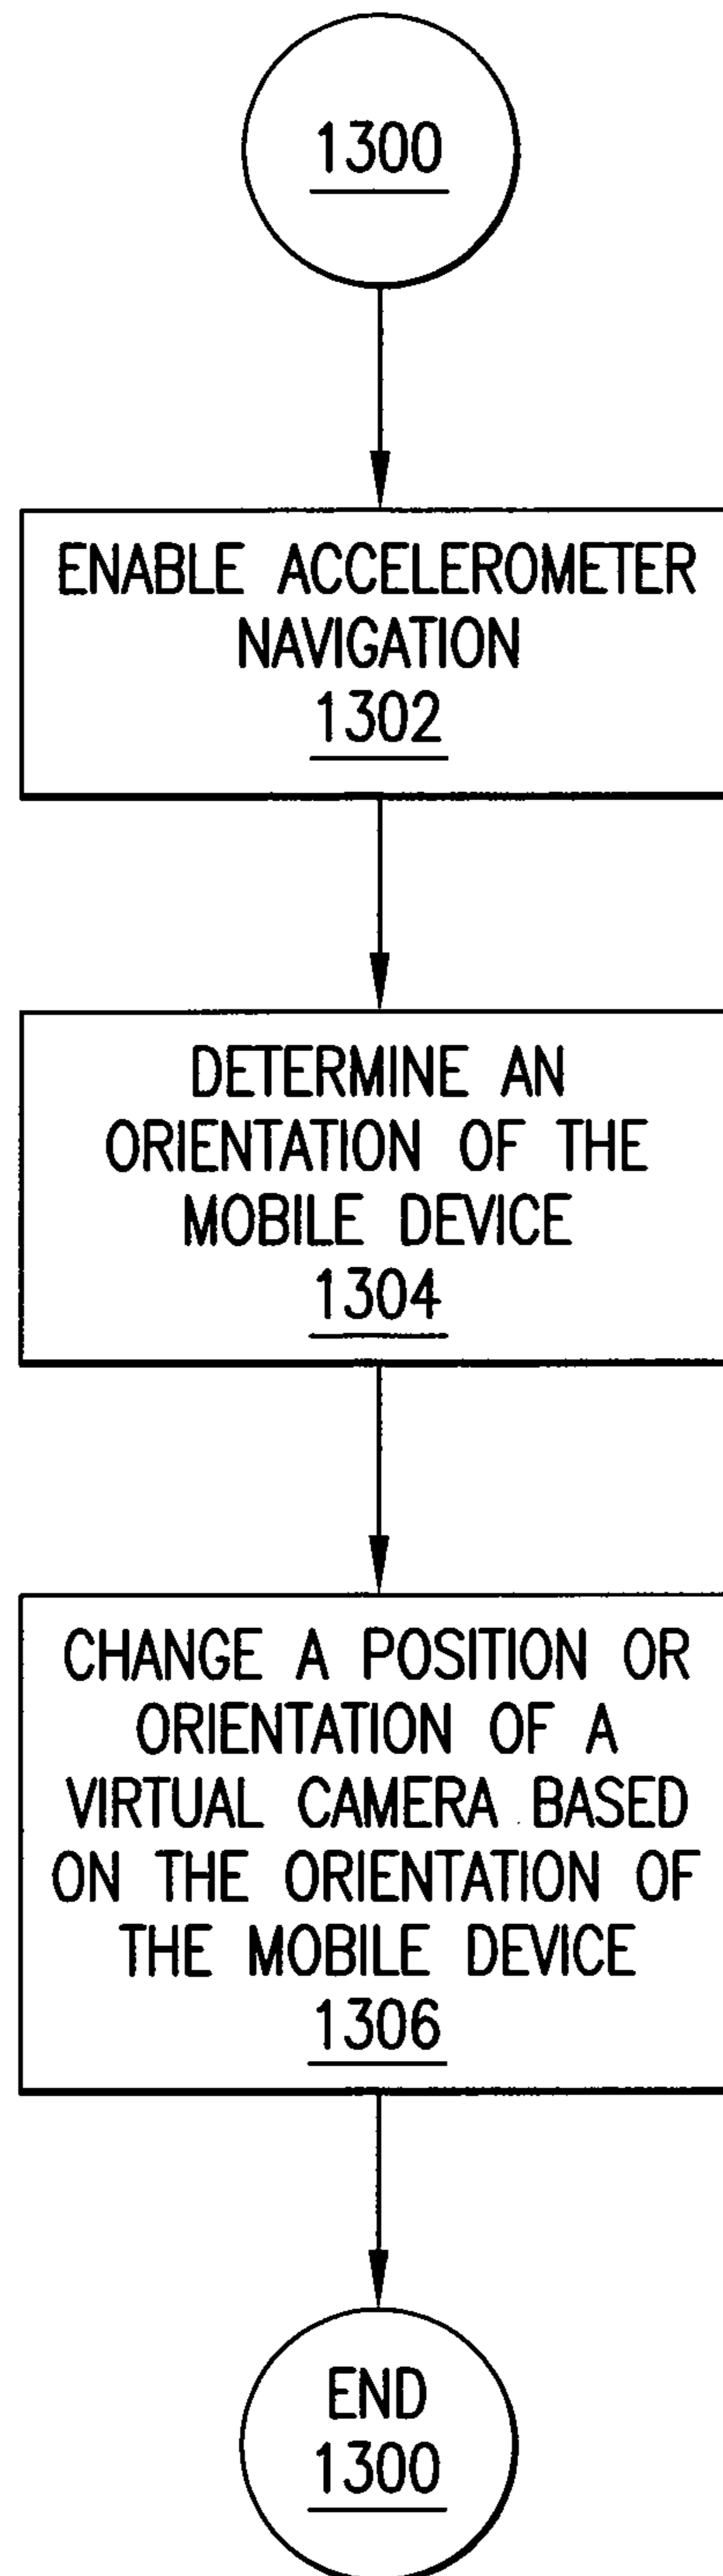 1300
ENABLE ACCELEROMETER
NAVIGATION
1302
DETERMINE AN
ORIENTATION OF THE
MOBILE DEVICE
1304
CHANGE A POSITION OR
ORIENTATION OF A
VIRTUAL CAMERA BASED
ON THE ORIENTATION OF
THE MOBILE DEVICE
1306
END
1300